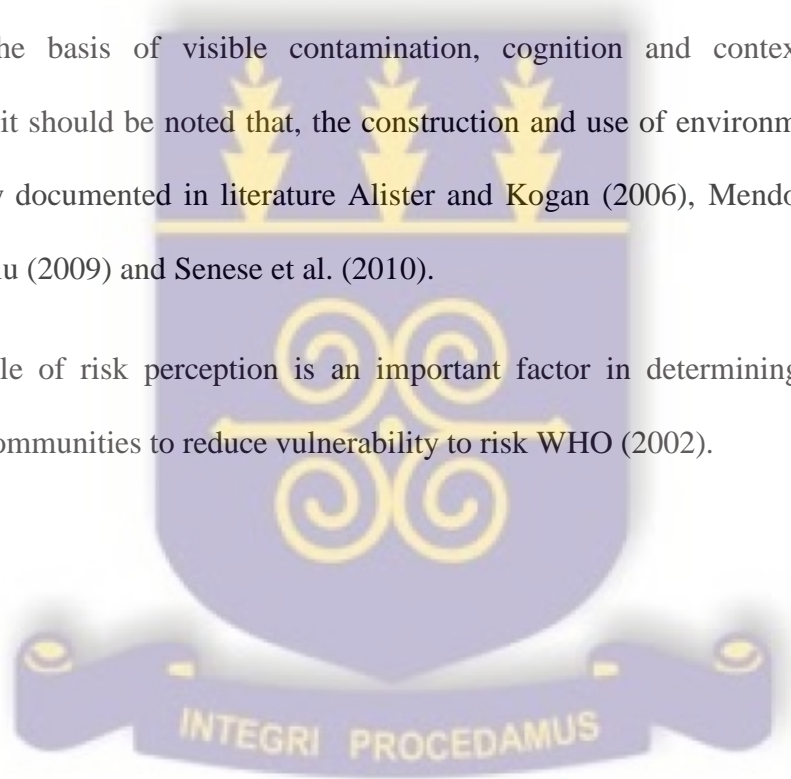 he basis of visible contamination, cognition and contex
it should be noted that, the construction and use of environm
y documented in literature Alister and Kogan (2006), Mendo
lu (2009) and Senese et al. (2010).
le of risk perception is an important factor in determining
ommunities to reduce vulnerability to risk WHO (2002).
INTEGRI PROCEDAMUS